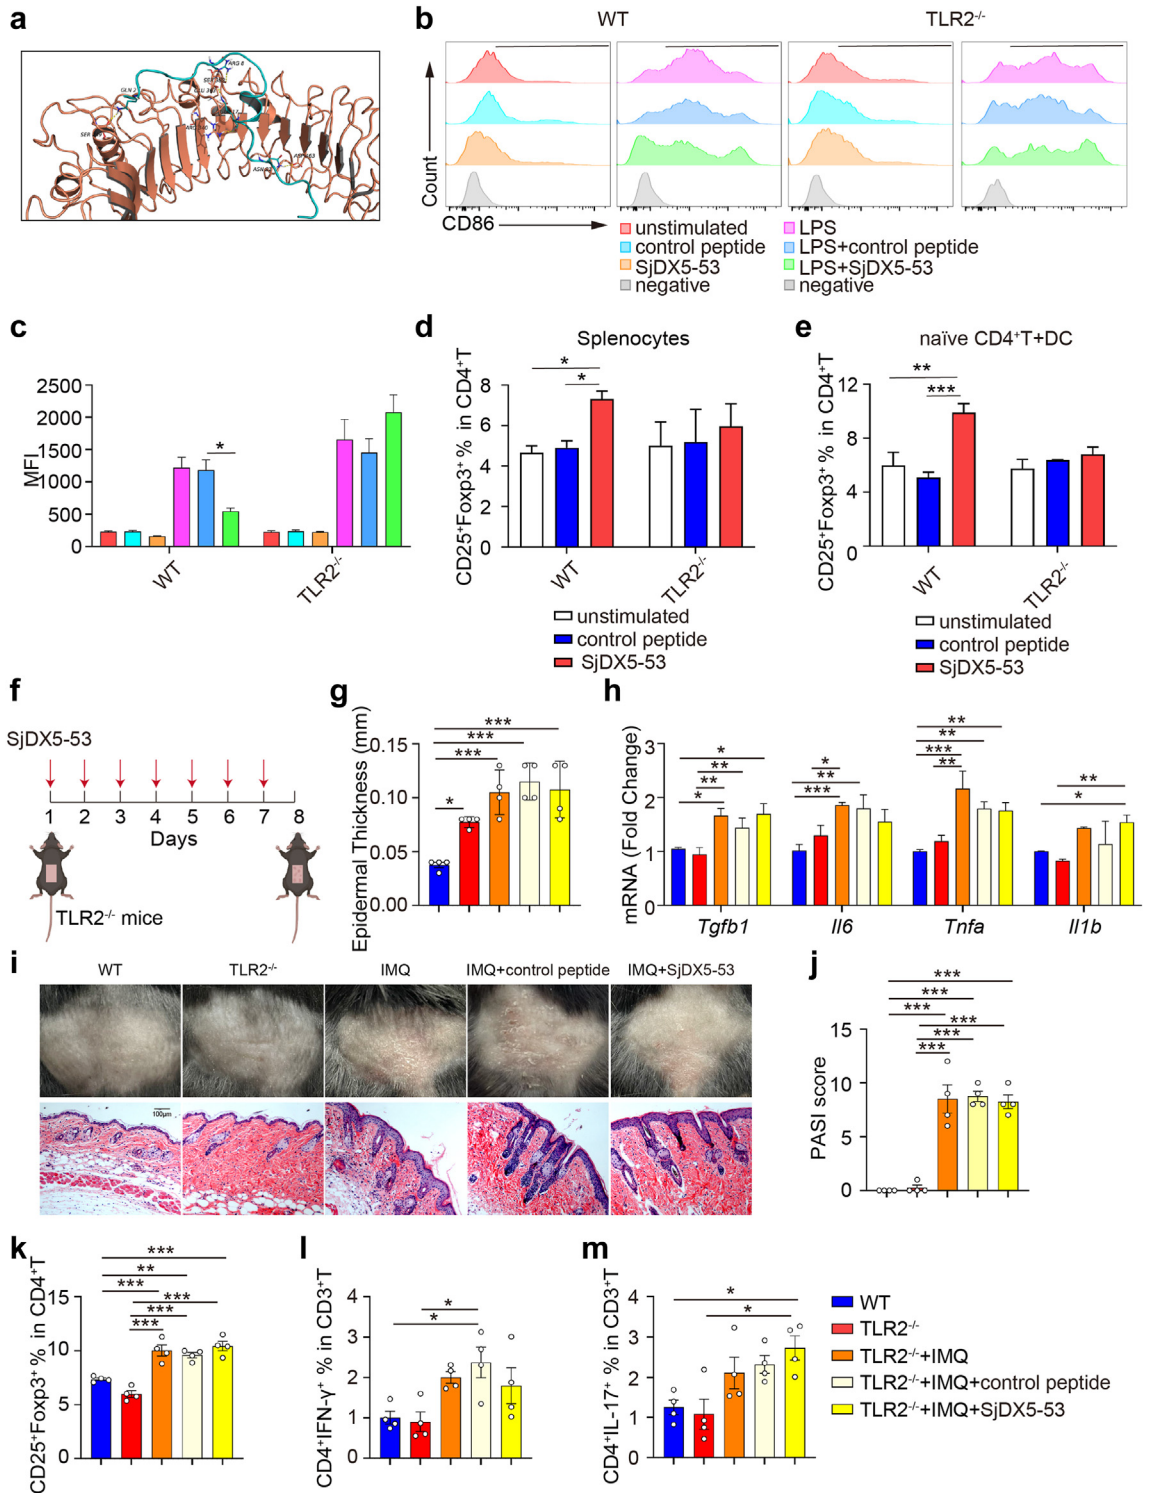 a
b
WT
TLR2-/-
ARG 8
GLN 2
Count
CD86
unstimulated
control peptide
SjDX5-53
negative
LPS
LPS+control peptide
LPS+SjDX5-53
negative
c
MFI
2500
2000
1500
1000
500
0
*
WT
TLR2-/-
d
Splenocytes
CD25+Foxp3+ % in CD4+T
8
6
4
2
0
*
*
WT
TLR2-/-
unstimulated
control peptide
SjDX5-53
e
naïve CD4+T+DC
CD25+Foxp3+ % in CD4+T
12
8
4
0
**
***
WT
TLR2-/-
unstimulated
control peptide
SjDX5-53
f
SjDX5-53
1 2 3 4 5 6 7 8
Days
TLR2-/- mice
g
Epidermal Thickness (mm)
0.15
0.10
0.05
0.00
***
***
***
*
h
mRNA (Fold Change)
3
2
1
0
*
**
**
*
*
**
***
**
**
***
**
**
*
Tgfb1 Il6 Tnfa Il1b
i
WT TLR2-/- IMQ IMQ+control peptide IMQ+SjDX5-53
100μm
j
PASI score
15
10
5
0
***
***
***
***
***
***
k
CD25+Foxp3+ % in CD4+T
15
10
5
0
***
**
***
***
***
***
l
CD4+IFN-γ+ % in CD3+T
4
3
2
1
0
*
*
m
CD4+IL-17+ % in CD3+T
4
3
2
1
0
*
*
WT
TLR2-/-
TLR2-/-+IMQ
TLR2-/-+IMQ+control peptide
TLR2-/-+IMQ+SjDX5-53